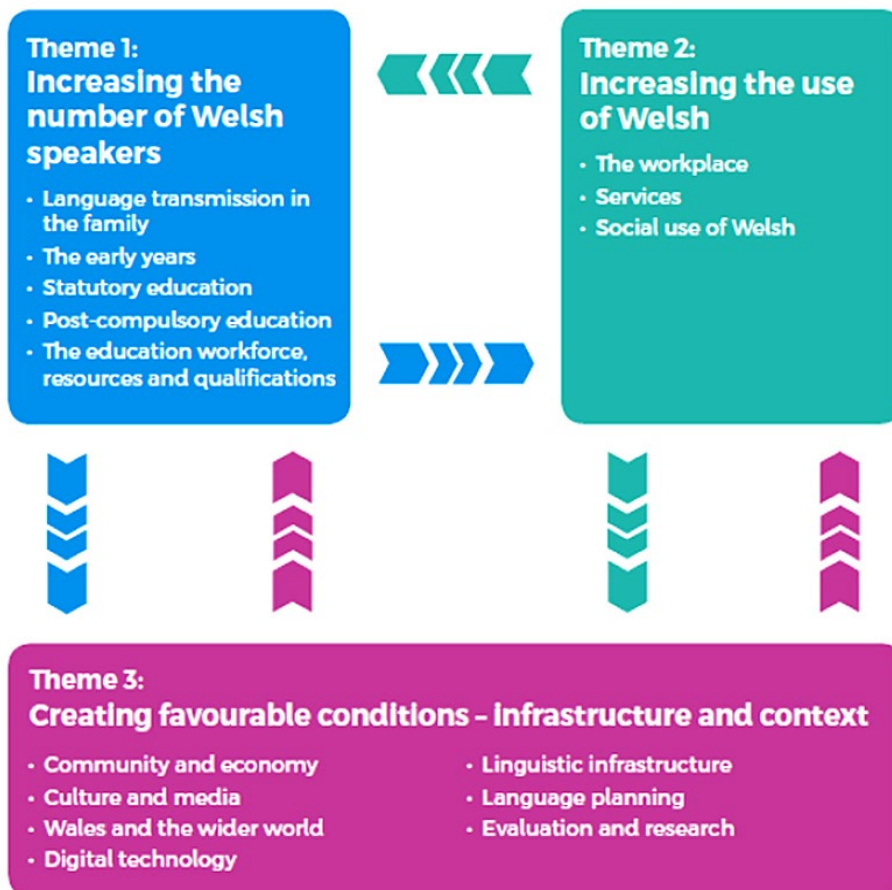 Theme 1:
Increasing the
number of Welsh
speakers
• Language transmission in
the family
• The early years
• Statutory education
• Post-compulsory education
• The education workforce,
resources and qualifications
Theme 2:
Increasing the use
of Welsh
• The workplace
• Services
• Social use of Welsh
Theme 3:
Creating favourable conditions – infrastructure and context
• Community and economy
• Culture and media
• Wales and the wider world
• Digital technology
• Linguistic infrastructure
• Language planning
• Evaluation and research